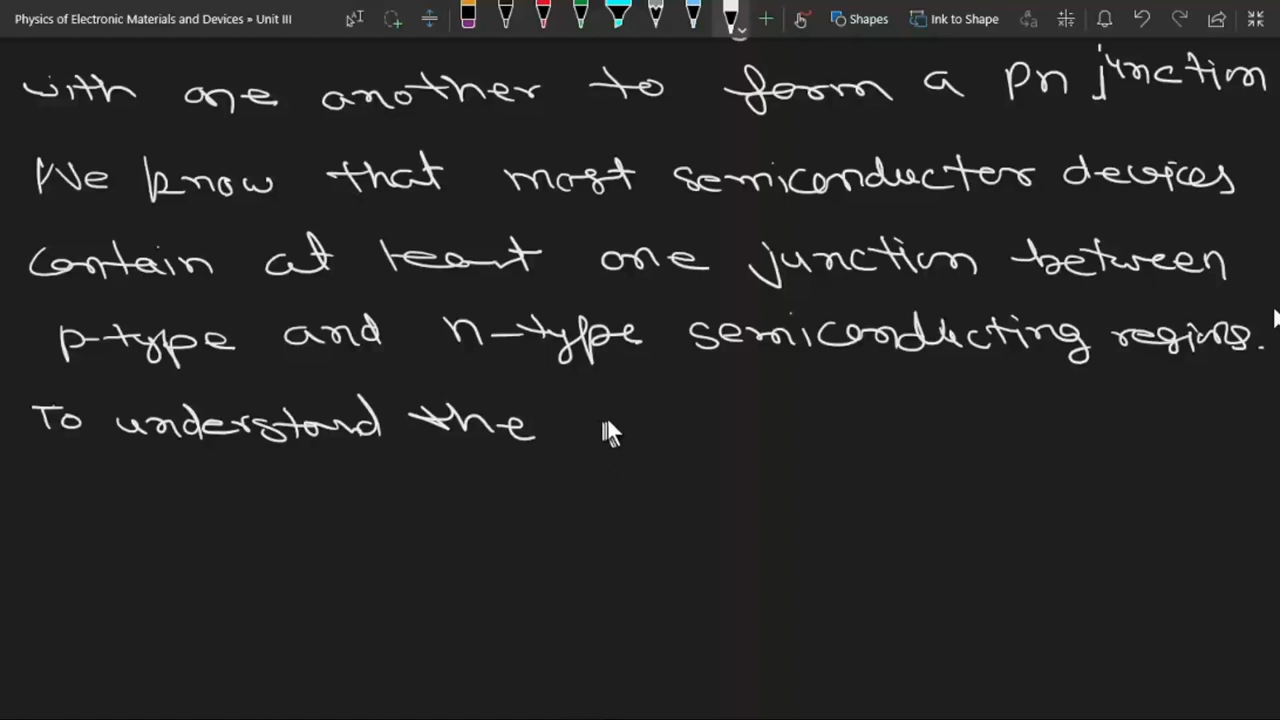 Physics of Electronic Materials and Devices » Unit III
Shapes
Ink to Shape
with one another to form a pn junction
We know that most semiconductor devices
contain at least one junction between
p-type and n-type semiconducting regions.
To understand the